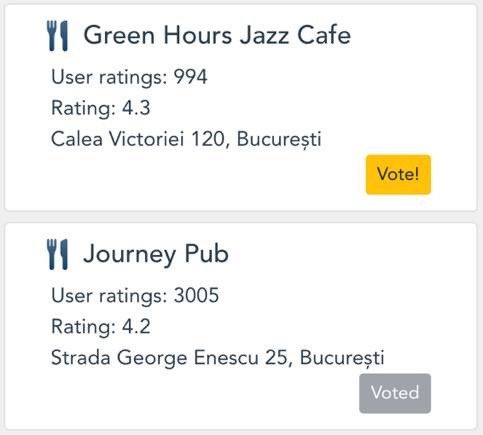 Green Hours Jazz Cafe
User ratings: 994
Rating: 4.3
Calea Victoriei 120, București
Vote!
Journey Pub
User ratings: 3005
Rating: 4.2
Strada George Enescu 25, București
Voted